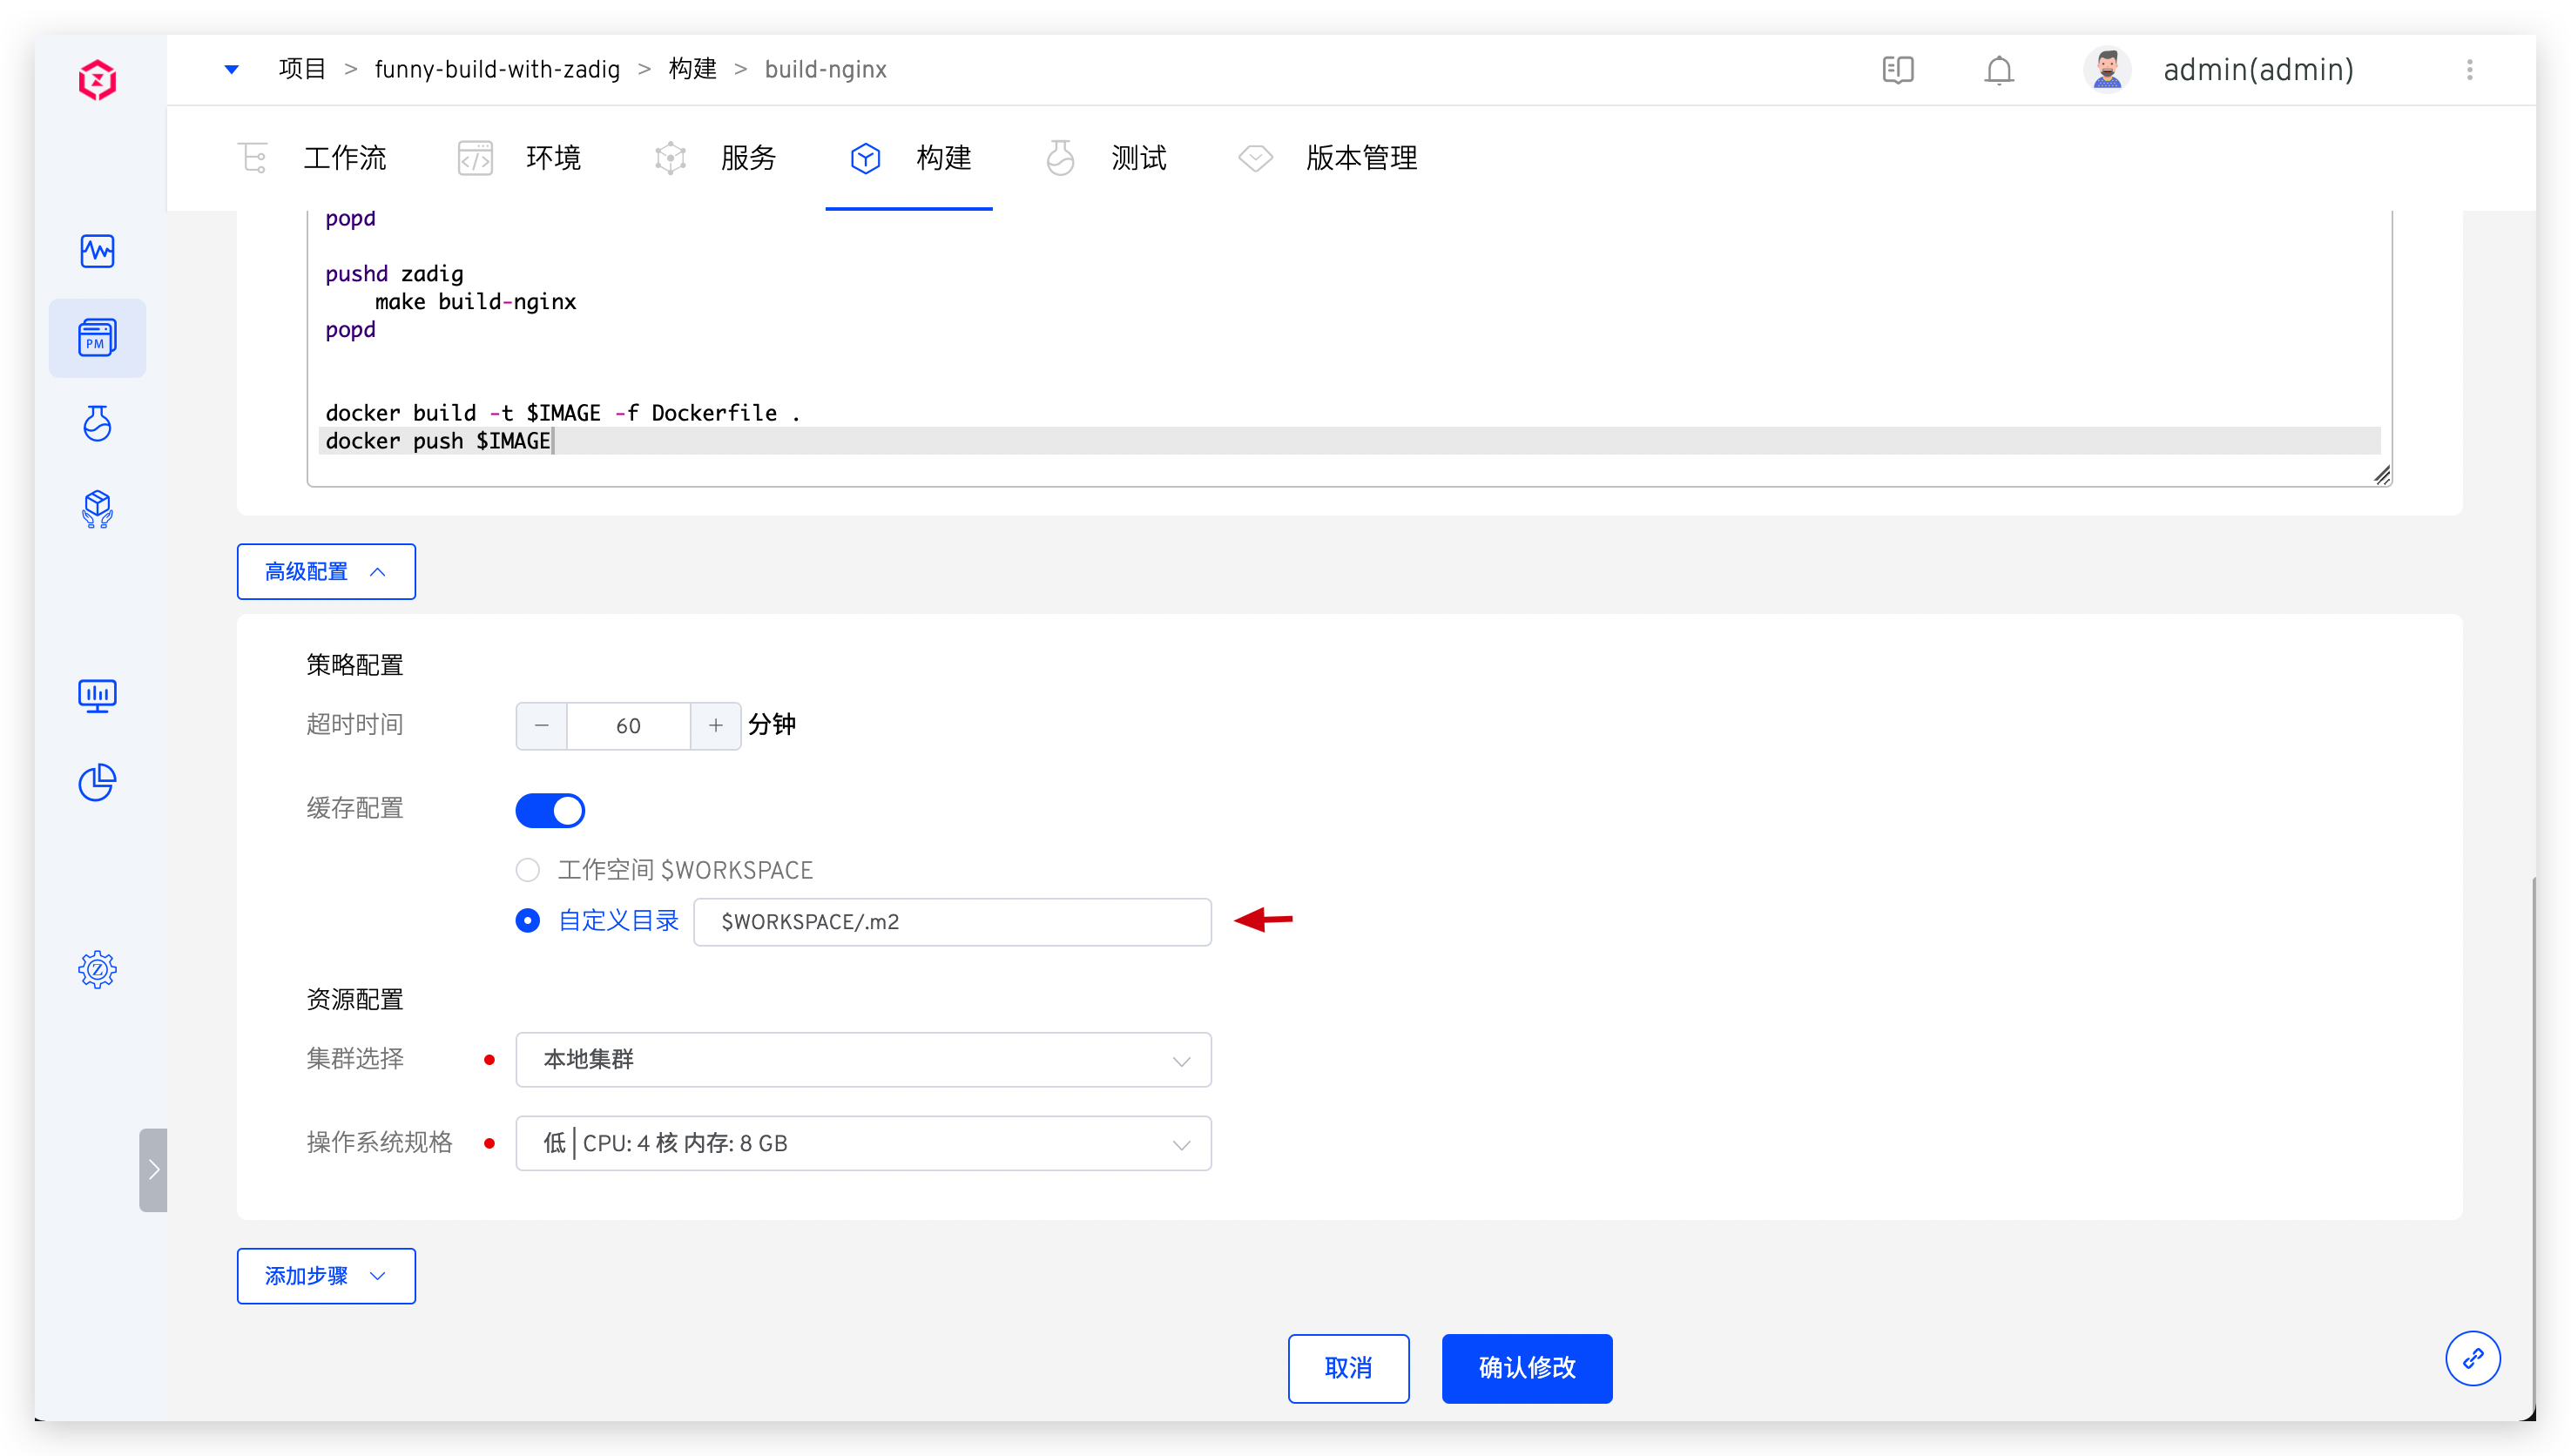 项目 > funny-build-with-zadig > 构建 > build-nginx
admin(admin)
工作流 环境 服务 构建 测试 版本管理
popd
pushd zadig
    make build-nginx
popd
docker build -t $IMAGE -f Dockerfile .
docker push $IMAGE
PM
高级配置
策略配置
超时时间 − 60 + 分钟
缓存配置
工作空间 $WORKSPACE
自定义目录 $WORKSPACE/.m2
资源配置
集群选择 本地集群
操作系统规格 低 | CPU: 4 核 内存: 8 GB
添加步骤
取消 确认修改